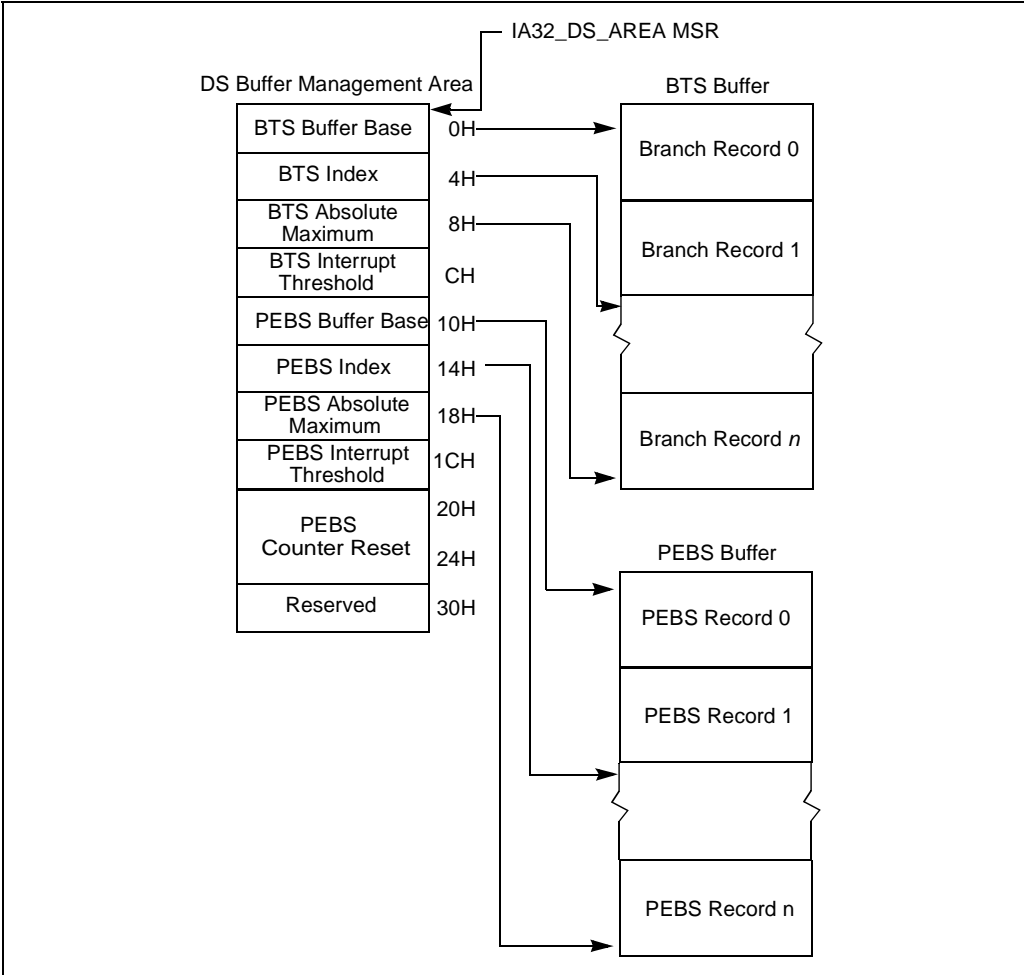 IA32_DS_AREA MSR
DS Buffer Management Area
BTS Buffer Base
0H
BTS Index
4H
BTS Absolute
Maximum
8H
BTS Interrupt
Threshold
CH
PEBS Buffer Base
10H
PEBS Index
14H
PEBS Absolute
Maximum
18H
PEBS Interrupt
Threshold
1CH
20H
PEBS
Counter Reset
24H
Reserved
30H
BTS Buffer
Branch Record 0
Branch Record 1
Branch Record n
PEBS Buffer
PEBS Record 0
PEBS Record 1
PEBS Record n